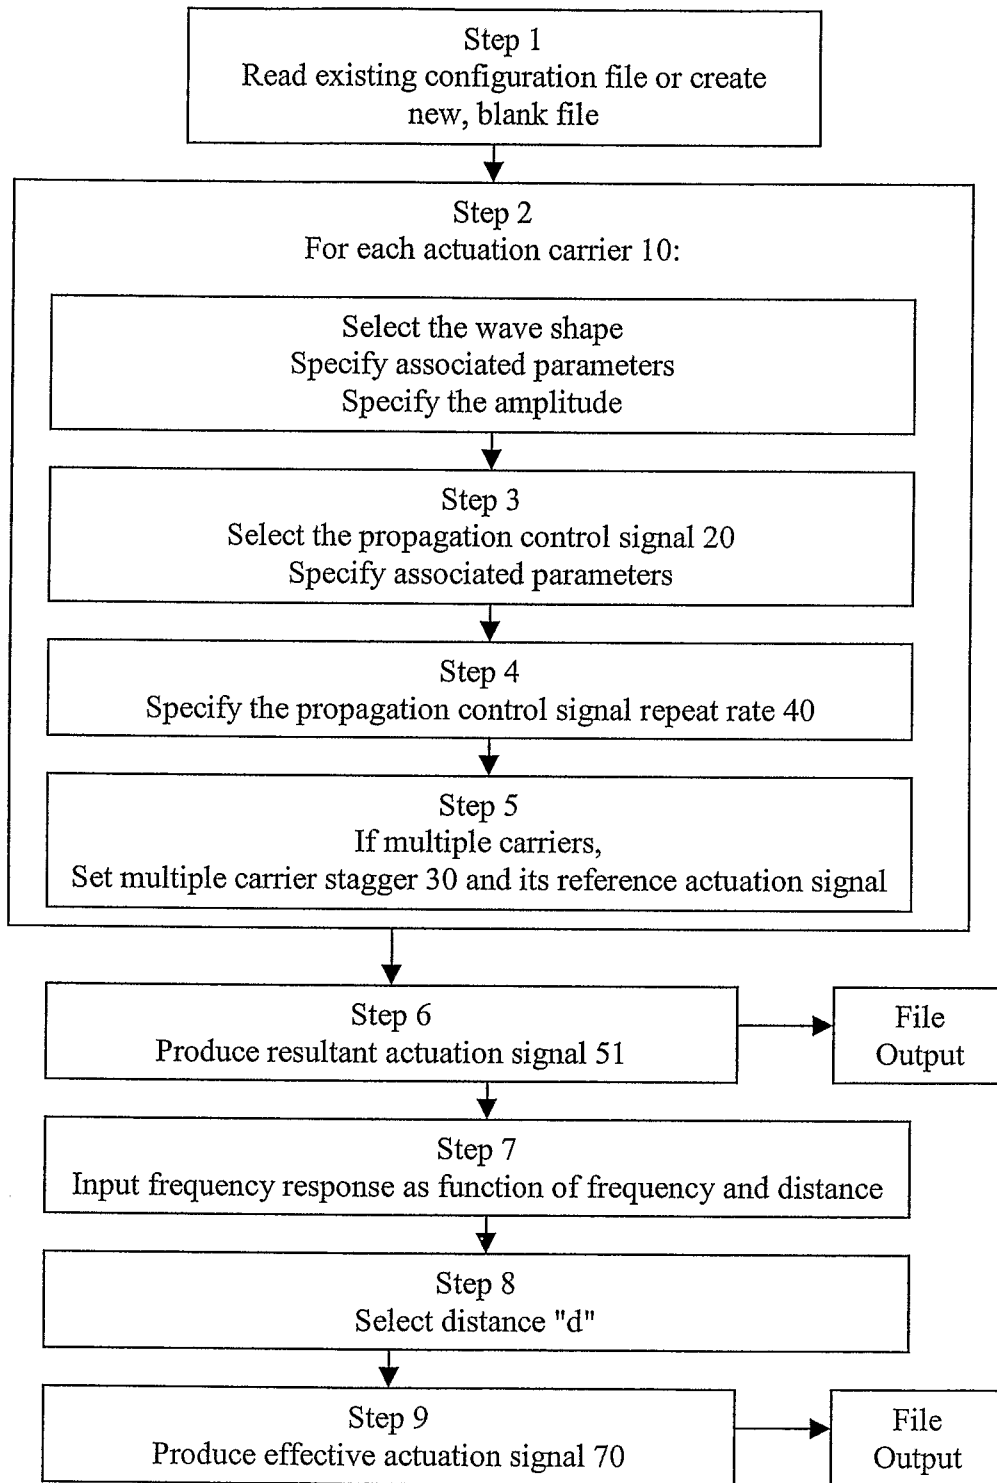 Step 1
Read existing configuration file or create
new, blank file
Step 2
For each actuation carrier 10:
Select the wave shape
Specify associated parameters
Specify the amplitude
Step 3
Select the propagation control signal 20
Specify associated parameters
Step 4
Specify the propagation control signal repeat rate 40
Step 5
If multiple carriers,
Set multiple carrier stagger 30 and its reference actuation signal
Step 6
Produce resultant actuation signal 51
File
Output
Step 7
Input frequency response as function of frequency and distance
Step 8
Select distance "d"
Step 9
Produce effective actuation signal 70
File
Output